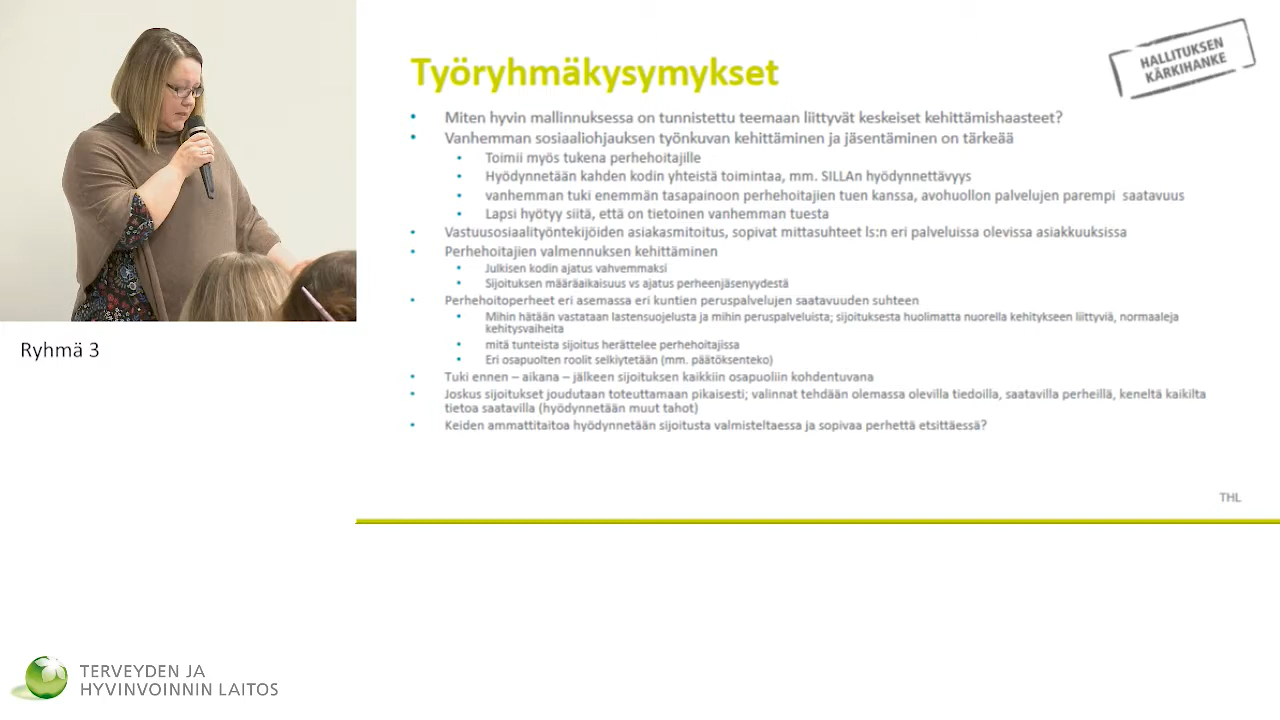 HALLITUKSEN
KÄRKIHANKE
Työryhmäkysymykset
• Miten hyvin mallinnuksessa on tunnistettu teemaan liittyvät keskeiset kehittämishaasteet?
• Vanhemman sosiaaliohjauksen työnkuvan kehittäminen ja jäsentäminen on tärkeää
• Toimii myös tukena perhehoitajille
• Hyödynnetään kahden kodin yhteistä toimintaa, mm. SILLAn hyödynnettävyys
• vanhemman tuki enemmän tasapainoon perhehoitajien tuen kanssa, avohuollon palvelujen parempi saatavuus
• Lapsi hyötyy siitä, että on tietoinen vanhemman tuesta
• Vastuusosiaalityöntekijöiden asiakasmitoitus, sopivat mittasuhteet ls:n eri palveluissa olevissa asiakkuuksissa
• Perhehoitajien valmennuksen kehittäminen
• Julkisen kodin ajatus vahvemmaksi
• Sijoituksen määräaikaisuus vs ajatus perheenjäsenyydestä
• Perhehoitoperheet eri asemassa eri kuntien peruspalvelujen saatavuuden suhteen
• Mihin hätään vastataan lastensuojelusta ja mihin peruspalveluista; sijoituksesta huolimatta nuorella kehitykseen liittyviä, normaaleja
kehitysvaiheita
• mitä tunteista sijoitus herättelee perhehoitajissa
• Eri osapuolten roolit selkiytetään (mm. päätöksenteko)
• Tuki ennen – aikana – jälkeen sijoituksen kaikkiin osapuoliin kohdentuvana
• Joskus sijoitukset joudutaan toteuttamaan pikaisesti; valinnat tehdään olemassa olevilla tiedoilla, saatavilla perheillä, keneltä kaikilta
tietoa saatavilla (hyödynnetään muut tahot)
• Keiden ammattitaitoa hyödynnetään sijoitusta valmisteltaessa ja sopivaa perhettä etsittäessä?
THL
Ryhmä 3
TERVEYDEN JA
HYVINVOINNIN LAITOS